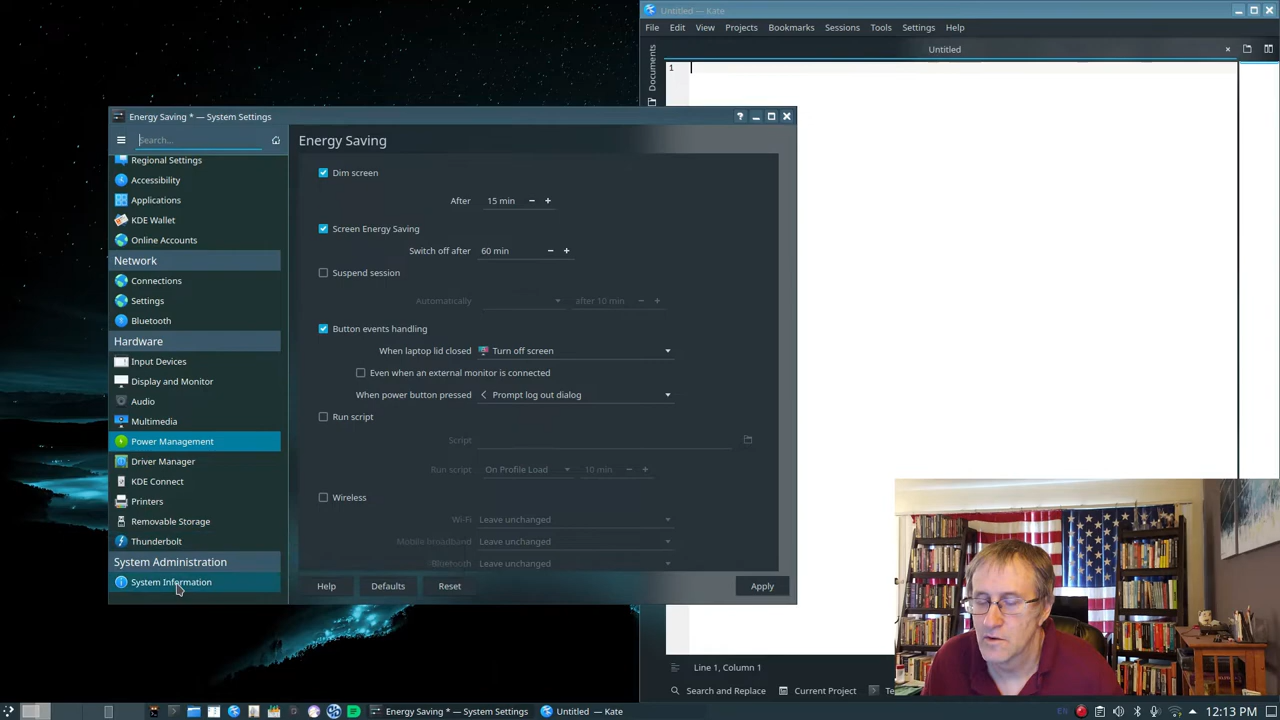 Untitled — Kate
File Edit View Projects Bookmarks Sessions Tools Settings Help
Untitled
Documents
1
Energy Saving * — System Settings
Search...
Regional Settings
Accessibility
Applications
KDE Wallet
Online Accounts
Network
Connections
Settings
Bluetooth
Hardware
Input Devices
Display and Monitor
Audio
Multimedia
Power Management
Driver Manager
KDE Connect
Printers
Removable Storage
Thunderbolt
System Administration
System Information
Energy Saving
Dim screen
After 15 min
Screen Energy Saving
Switch off after 60 min
Suspend session
Automatically after 10 min
Button events handling
When laptop lid closed Turn off screen
Even when an external monitor is connected
When power button pressed Prompt log out dialog
Run script
Script
Run script On Profile Load 10 min
Wireless
Wi-Fi Leave unchanged
Mobile broadband Leave unchanged
Bluetooth Leave unchanged
Help Defaults Reset Apply
Line 1, Column 1
Search and Replace Current Project
Energy Saving * — System Settings Untitled — Kate
EN 12:13 PM